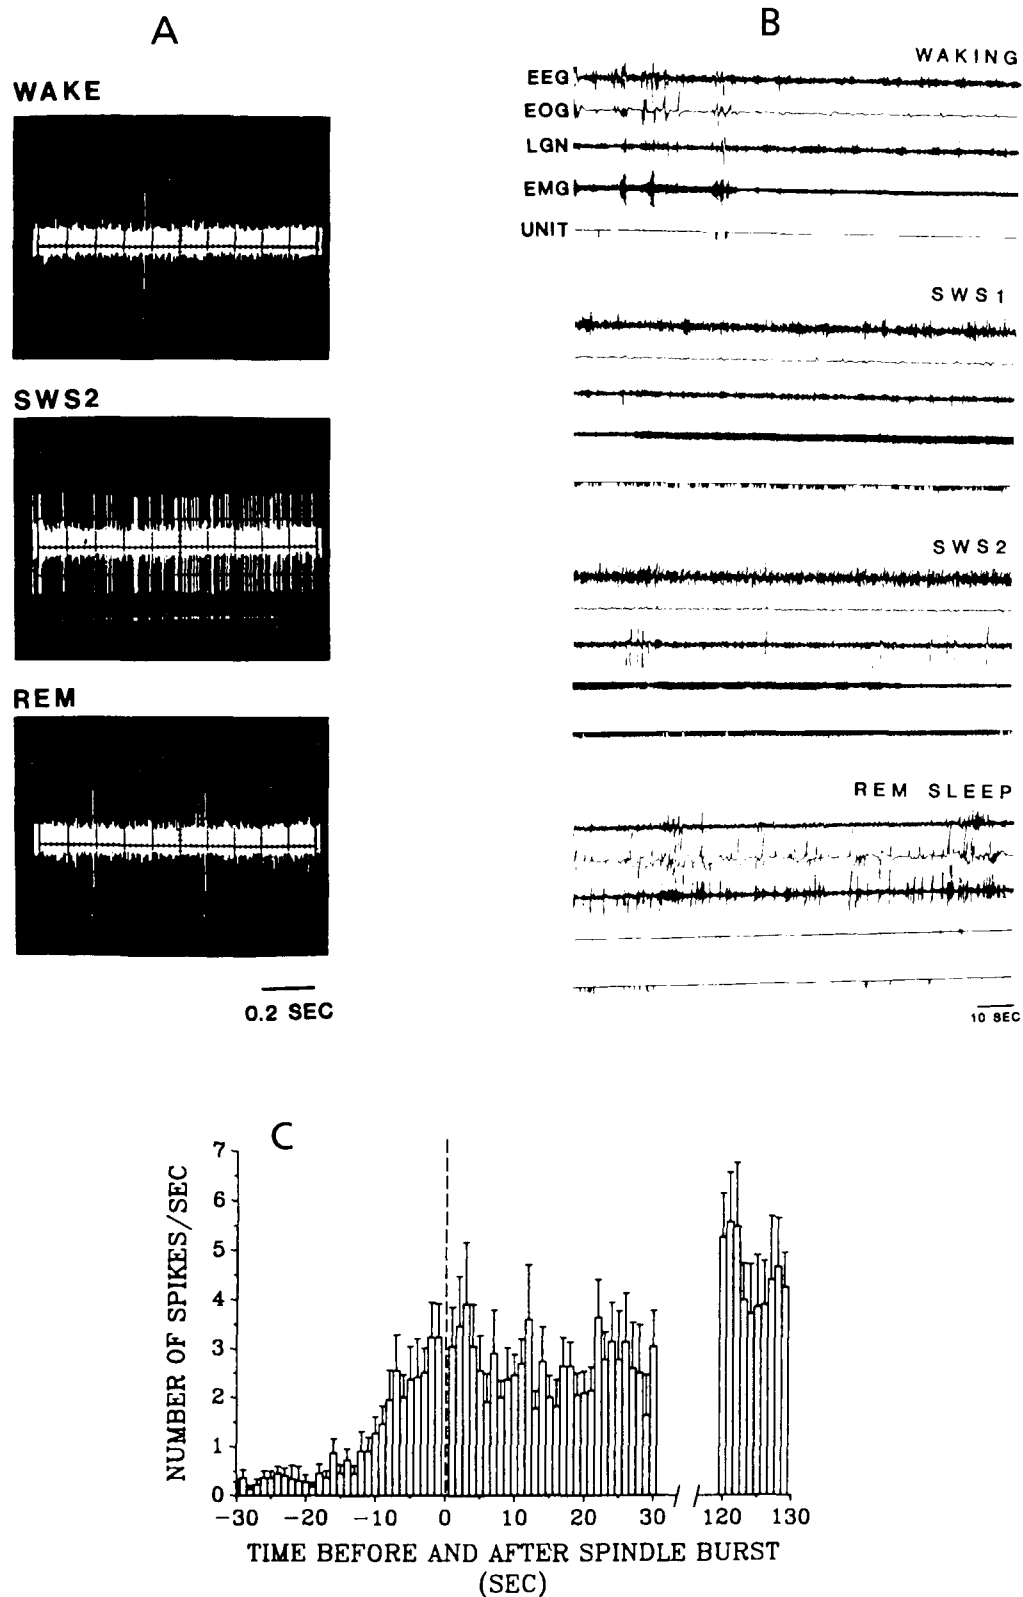 A
WAKE
SWS2
REM
0.2 SEC
B
WAKING
EEG
EOG
LGN
EMG
UNIT
SWS1
SWS2
REM SLEEP
10 SEC
C
NUMBER OF SPIKES/SEC
7
6
5
4
3
2
1
0
-30 -20 -10 0 10 20 30 120 130
TIME BEFORE AND AFTER SPINDLE BURST
(SEC)